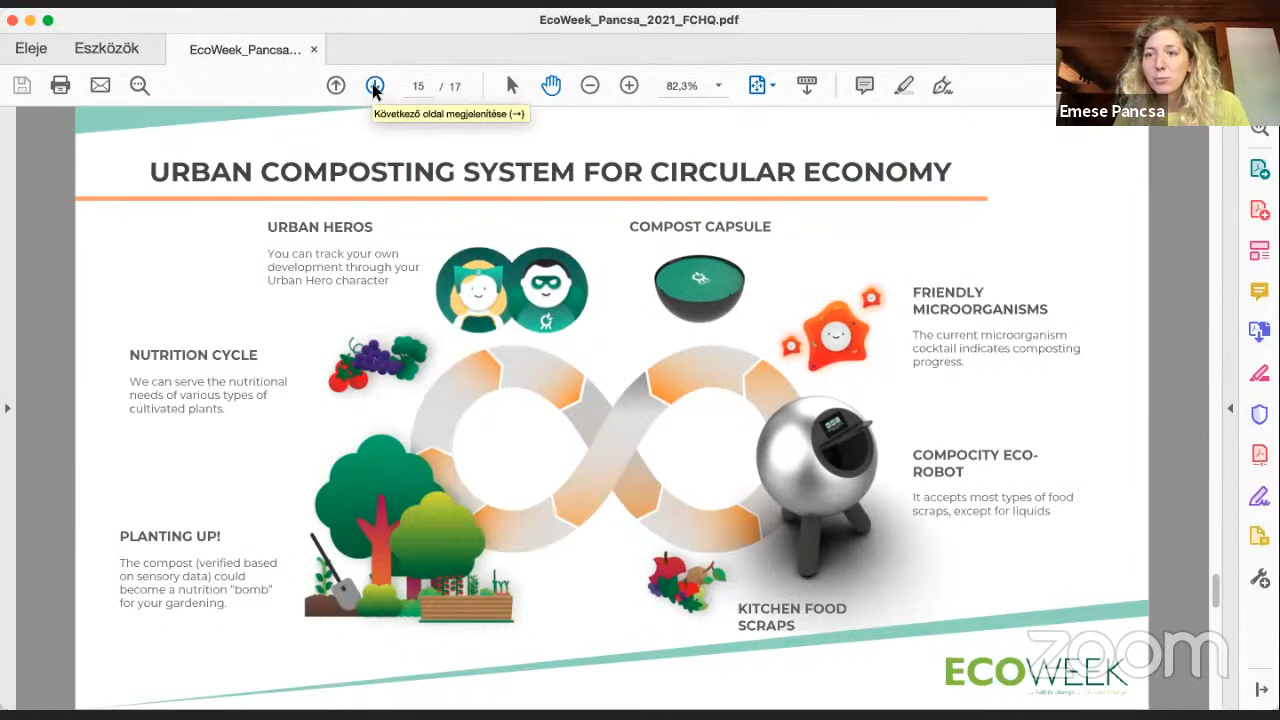 EcoWeek_Pancsa_2021_FCHQ.pdf
Eleje Eszközök EcoWeek_Pancsa... ×
15 / 17 82,3%
Következő oldal megjelenítése (→)
Emese Pancsa
URBAN COMPOSTING SYSTEM FOR CIRCULAR ECONOMY
URBAN HEROS
You can track your own
development through your
Urban Hero character
COMPOST CAPSULE
FRIENDLY
MICROORGANISMS
The current microorganism
cocktail indicates composting
progress.
NUTRITION CYCLE
We can serve the nutritional
needs of various types of
cultivated plants.
COMPOCITY ECO-
ROBOT
It accepts most types of food
scraps, except for liquids
PLANTING UP!
The compost (verified based
on sensory data) could
become a nutrition "bomb"
for your gardening.
KITCHEN FOOD
SCRAPS
zoom
ECOWEEK